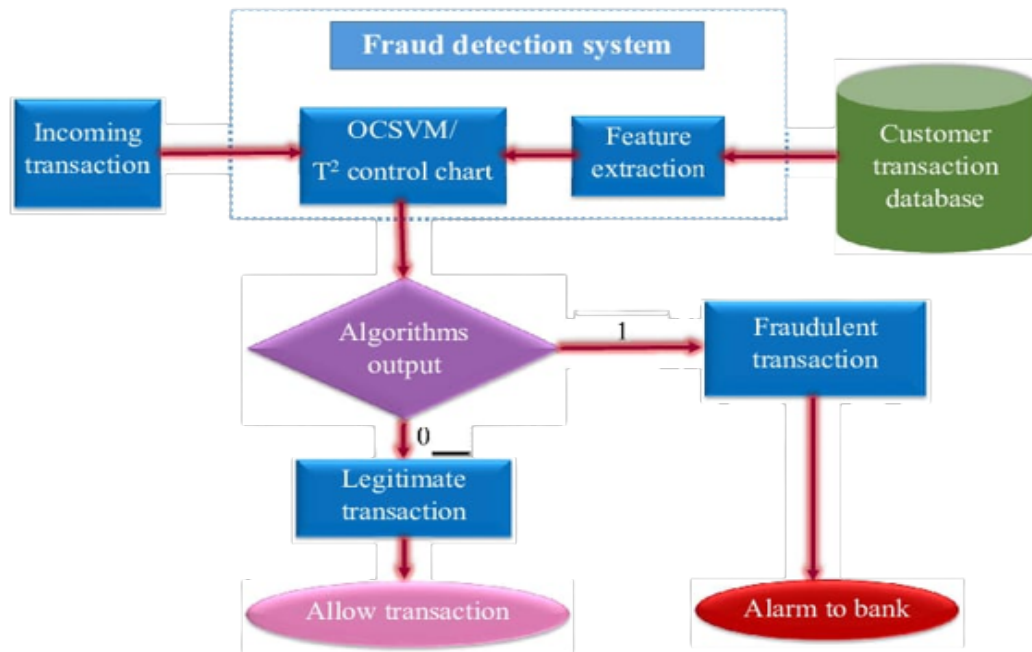 Fraud detection system
Incoming
transaction
OCSVM/
T² control chart
Feature
extraction
Customer
transaction
database
Algorithms
output
1
Fraudulent
transaction
0
Legitimate
transaction
Allow transaction
Alarm to bank